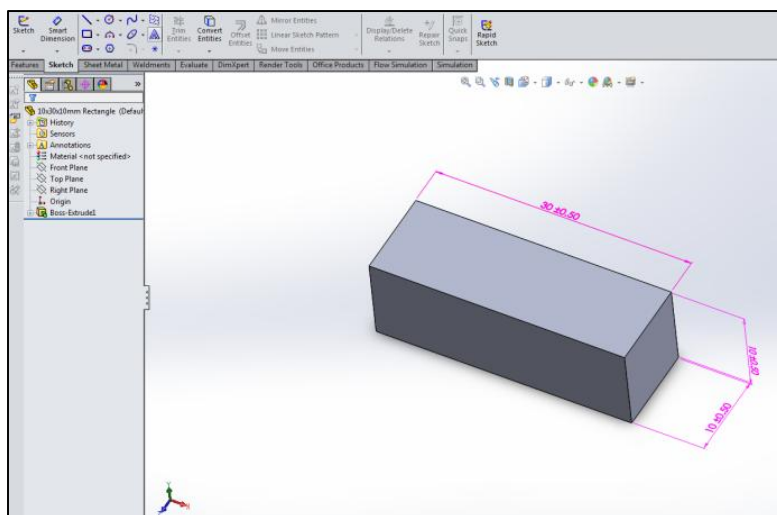 Sketch
Smart Dimension
Trim Entities
Convert Entities
Offset Entities
Mirror Entities
Linear Sketch Pattern
Move Entities
Display/Delete Relations
Repair Sketch
Quick Snaps
Rapid Sketch
Features Sketch Sheet Metal Weldments Evaluate DimXpert Render Tools Office Products Flow Simulation Simulation
10x30x10mm Rectangle (Defaul
History
Sensors
A Annotations
Material <not specified>
Front Plane
Top Plane
Right Plane
Origin
Boss-Extrude1
30 ±0.50
10 ±0.50
10 ±0.50